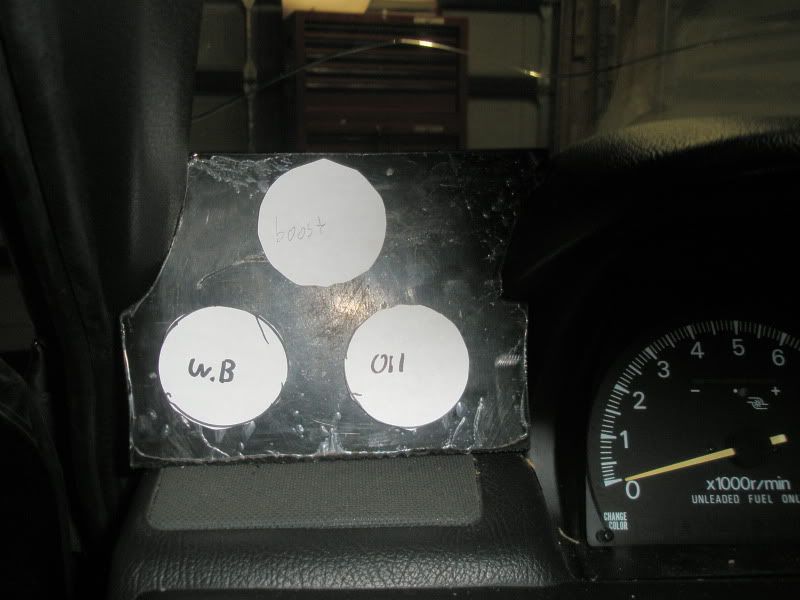 boost
W.B
OIl
0
1
2
3
4
5
6
- +
x1000r/min
UNLEADED FUEL ONL
CHANGE
COLOR